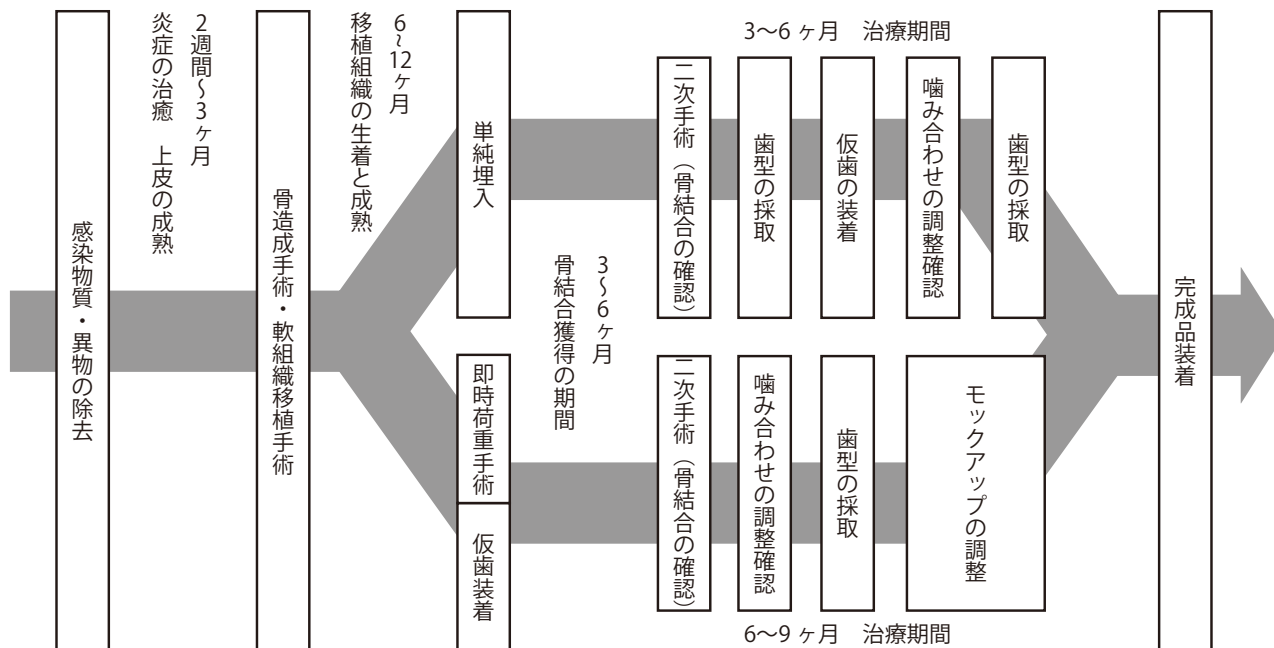 感染物質・異物の除去
2週間〜3ヶ月
炎症の治癒　上皮の成熟
骨造成手術・軟組織移植手術
6~12ヶ月
移植組織の生着と成熟
単純埋入
即時荷重手術
仮歯装着
3〜6ヶ月
骨結合獲得の期間
3〜6 ヶ月　治療期間
二次手術（骨結合の確認）
歯型の採取
仮歯の装着
噛み合わせの調整確認
歯型の採取
二次手術（骨結合の確認）
噛み合わせの調整確認
歯型の採取
モックアップの調整
6〜9 ヶ月　治療期間
完成品装着